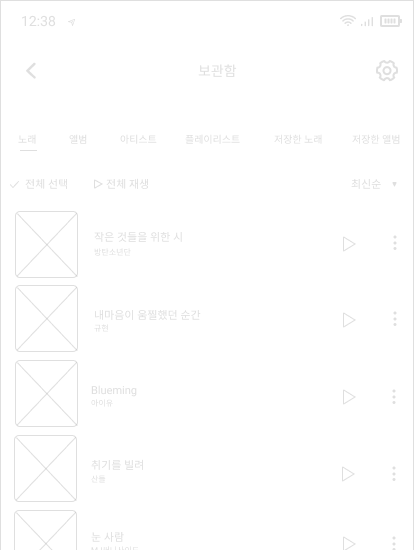 12:38
보관함
노래 앨범 아티스트 플레이리스트 저장한 노래 저장한 앨범
전체 선택 전체 재생 최신순
작은 것들을 위한 시
방탄소년단
내마음이 움찔했던 순간
규현
Blueming
아이유
취기를 빌려
산들
눈 사람